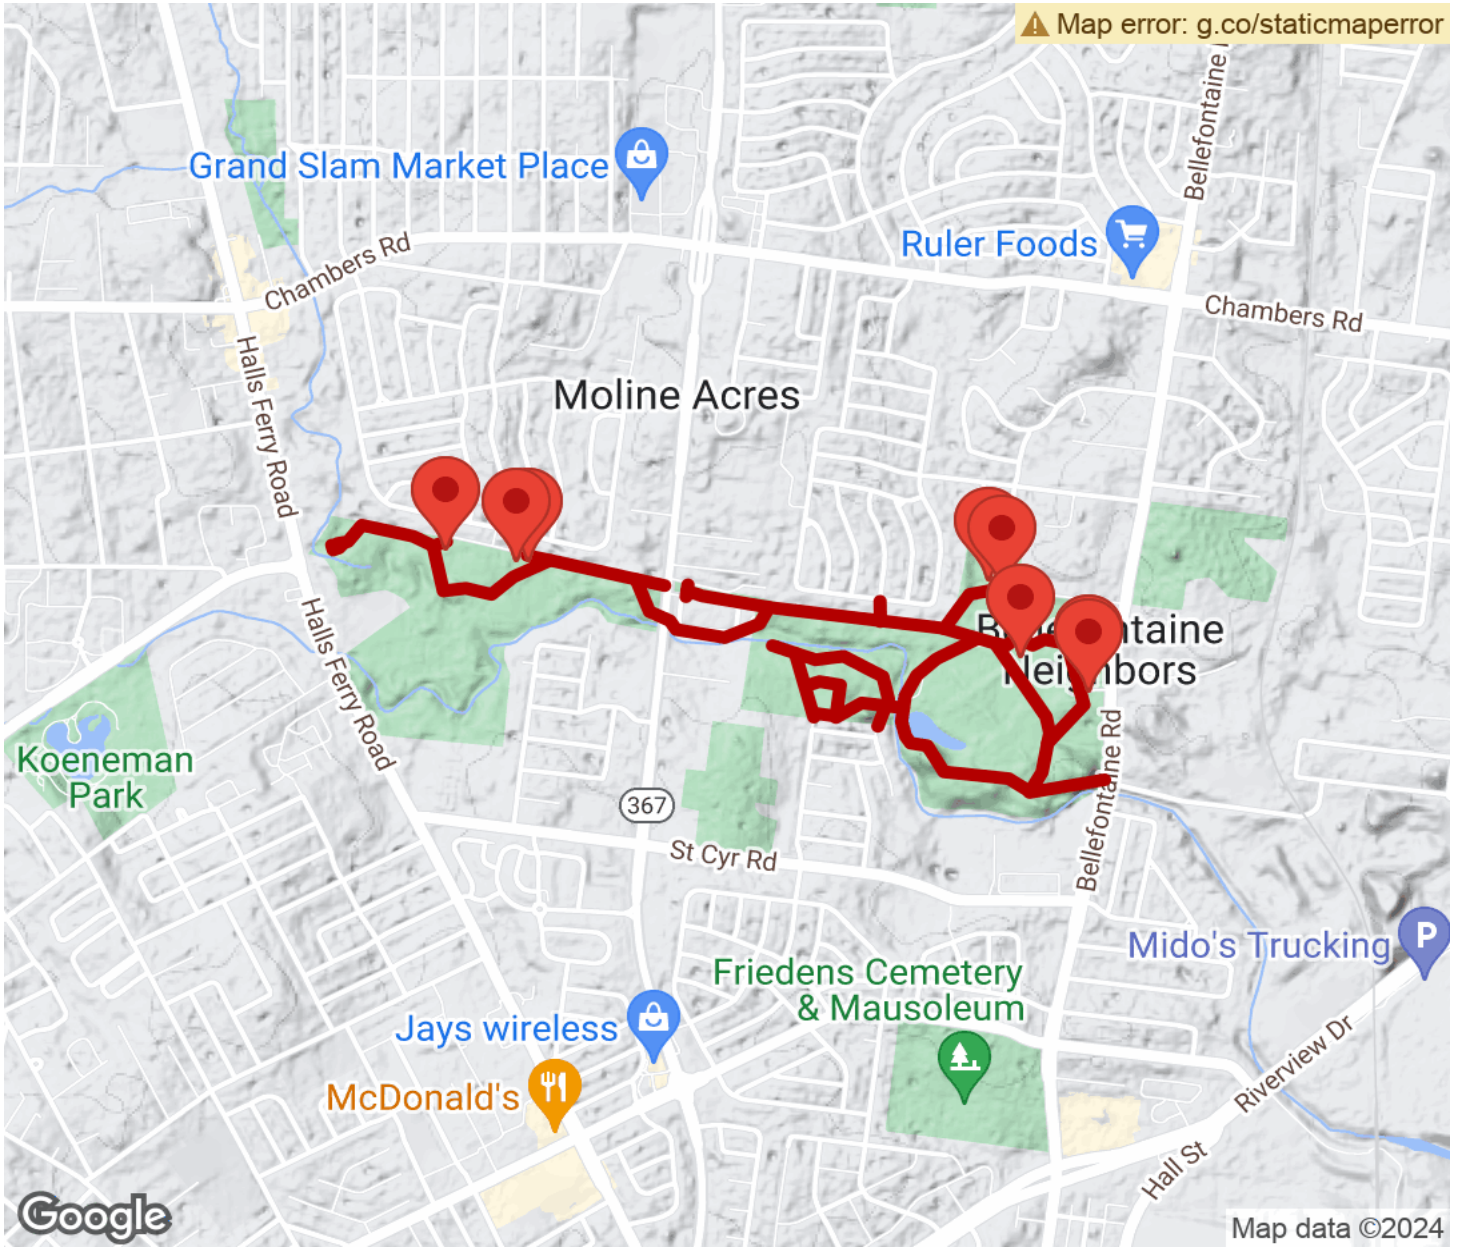 Map error: g.co/staticmaperror
Bellefontaine
Grand Slam Market Place
Ruler Foods
Chambers Rd
Chambers Rd
Halls Ferry Road
Moline Acres
Halls Ferry Road
Neighbors
Koeneman
Park
Bellefontaine Rd
367
St Cyr Rd
P
Mido's Trucking
Friedens Cemetery
& Mausoleum
Jays wireless
McDonald's
Riverview Dr
Hall St
Google
Map data ©2024